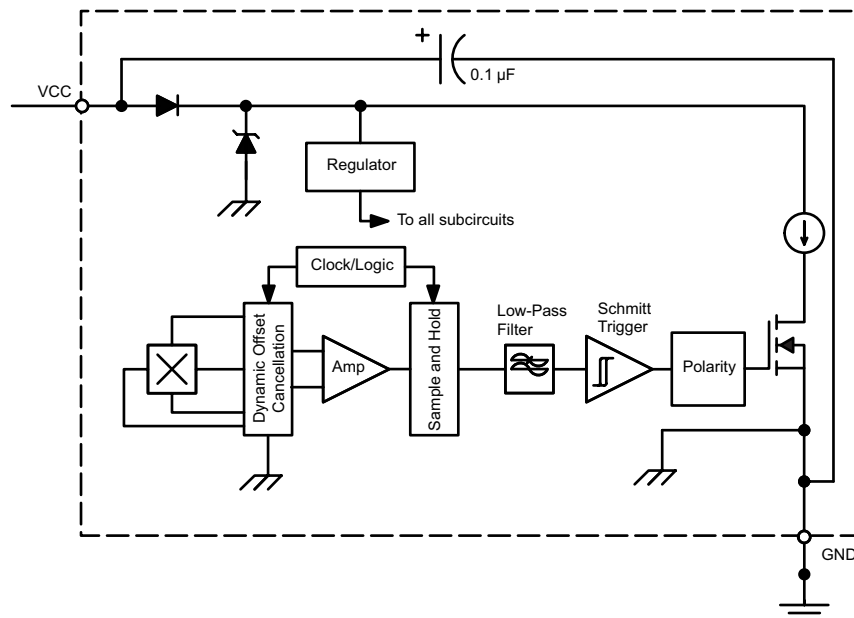 +
0.1 µF
VCC
Regulator
To all subcircuits
Clock/Logic
Dynamic Offset
Cancellation
Amp
Sample and Hold
Low-Pass
Filter
Schmitt
Trigger
Polarity
GND